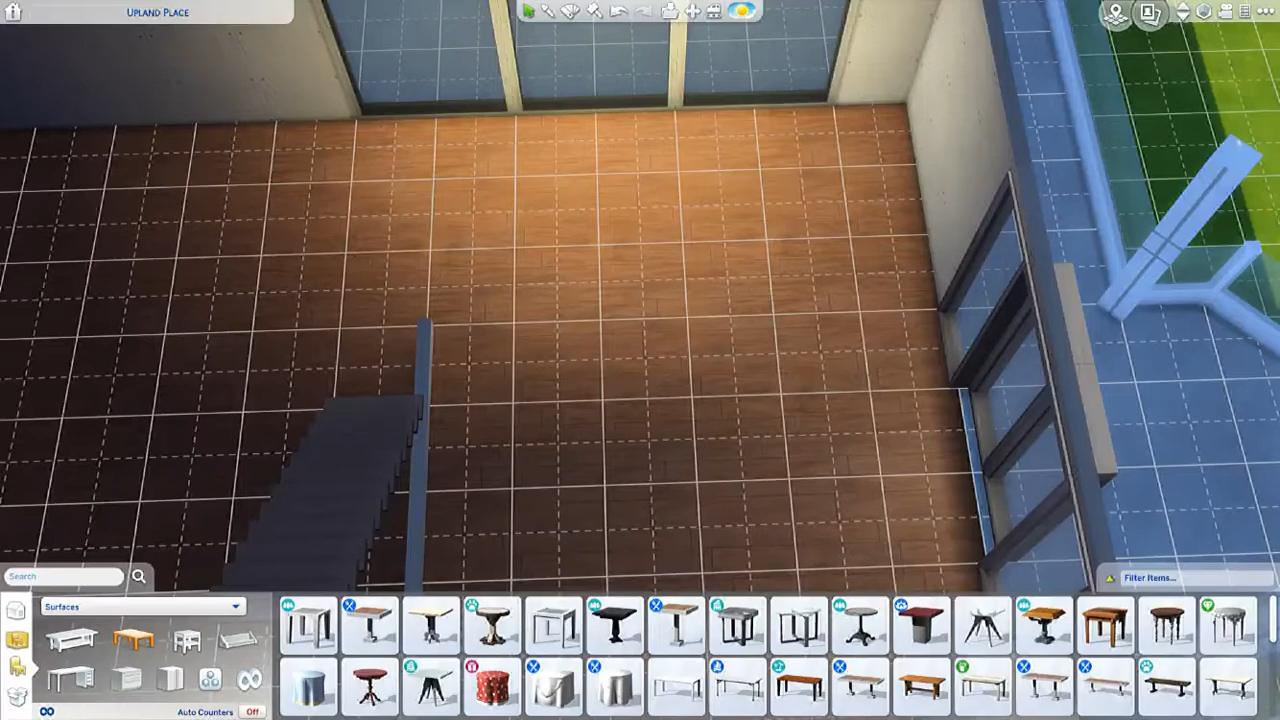 UPLAND PLACE
Search
Filter Items...
Surfaces
Auto Counters
Off